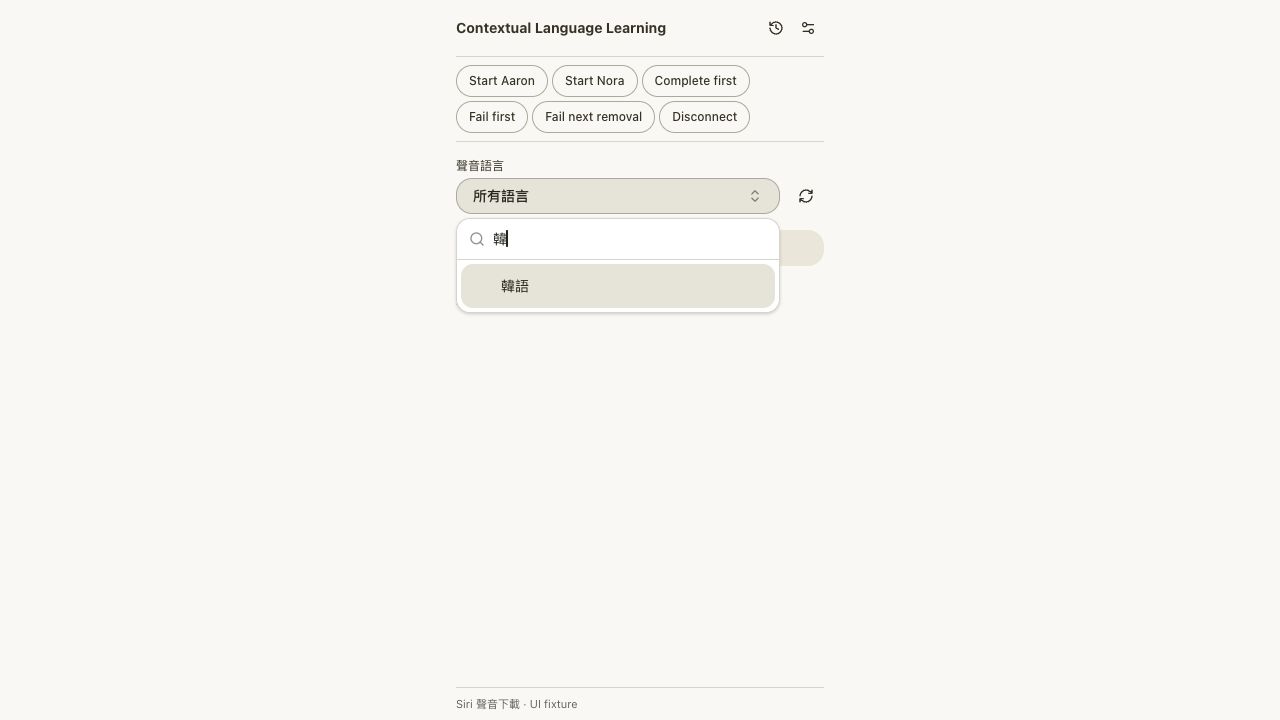 Contextual Language Learning
Start Aaron
Start Nora
Complete first
Fail first
Fail next removal
Disconnect
聲音語言
所有語言
韓
韓語
Siri 聲音下載 · UI fixture